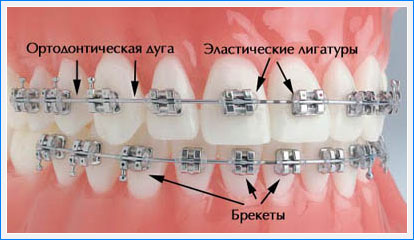 Ортодонтическая дуга
Эластические лигатуры
Брекеты